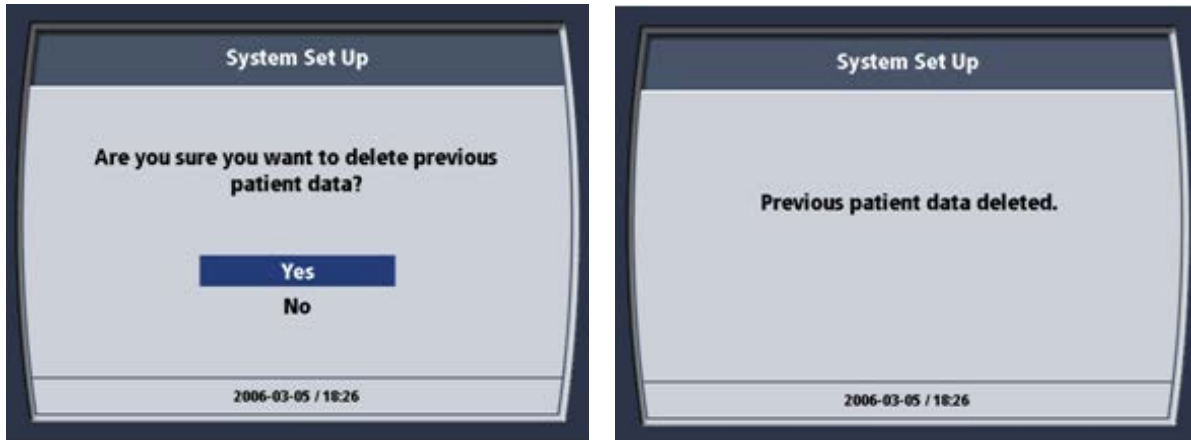 System Set Up
Are you sure you want to delete previous
patient data?
Yes
No
2006-03-05 / 18:26
System Set Up
Previous patient data deleted.
2006-03-05 / 18:26